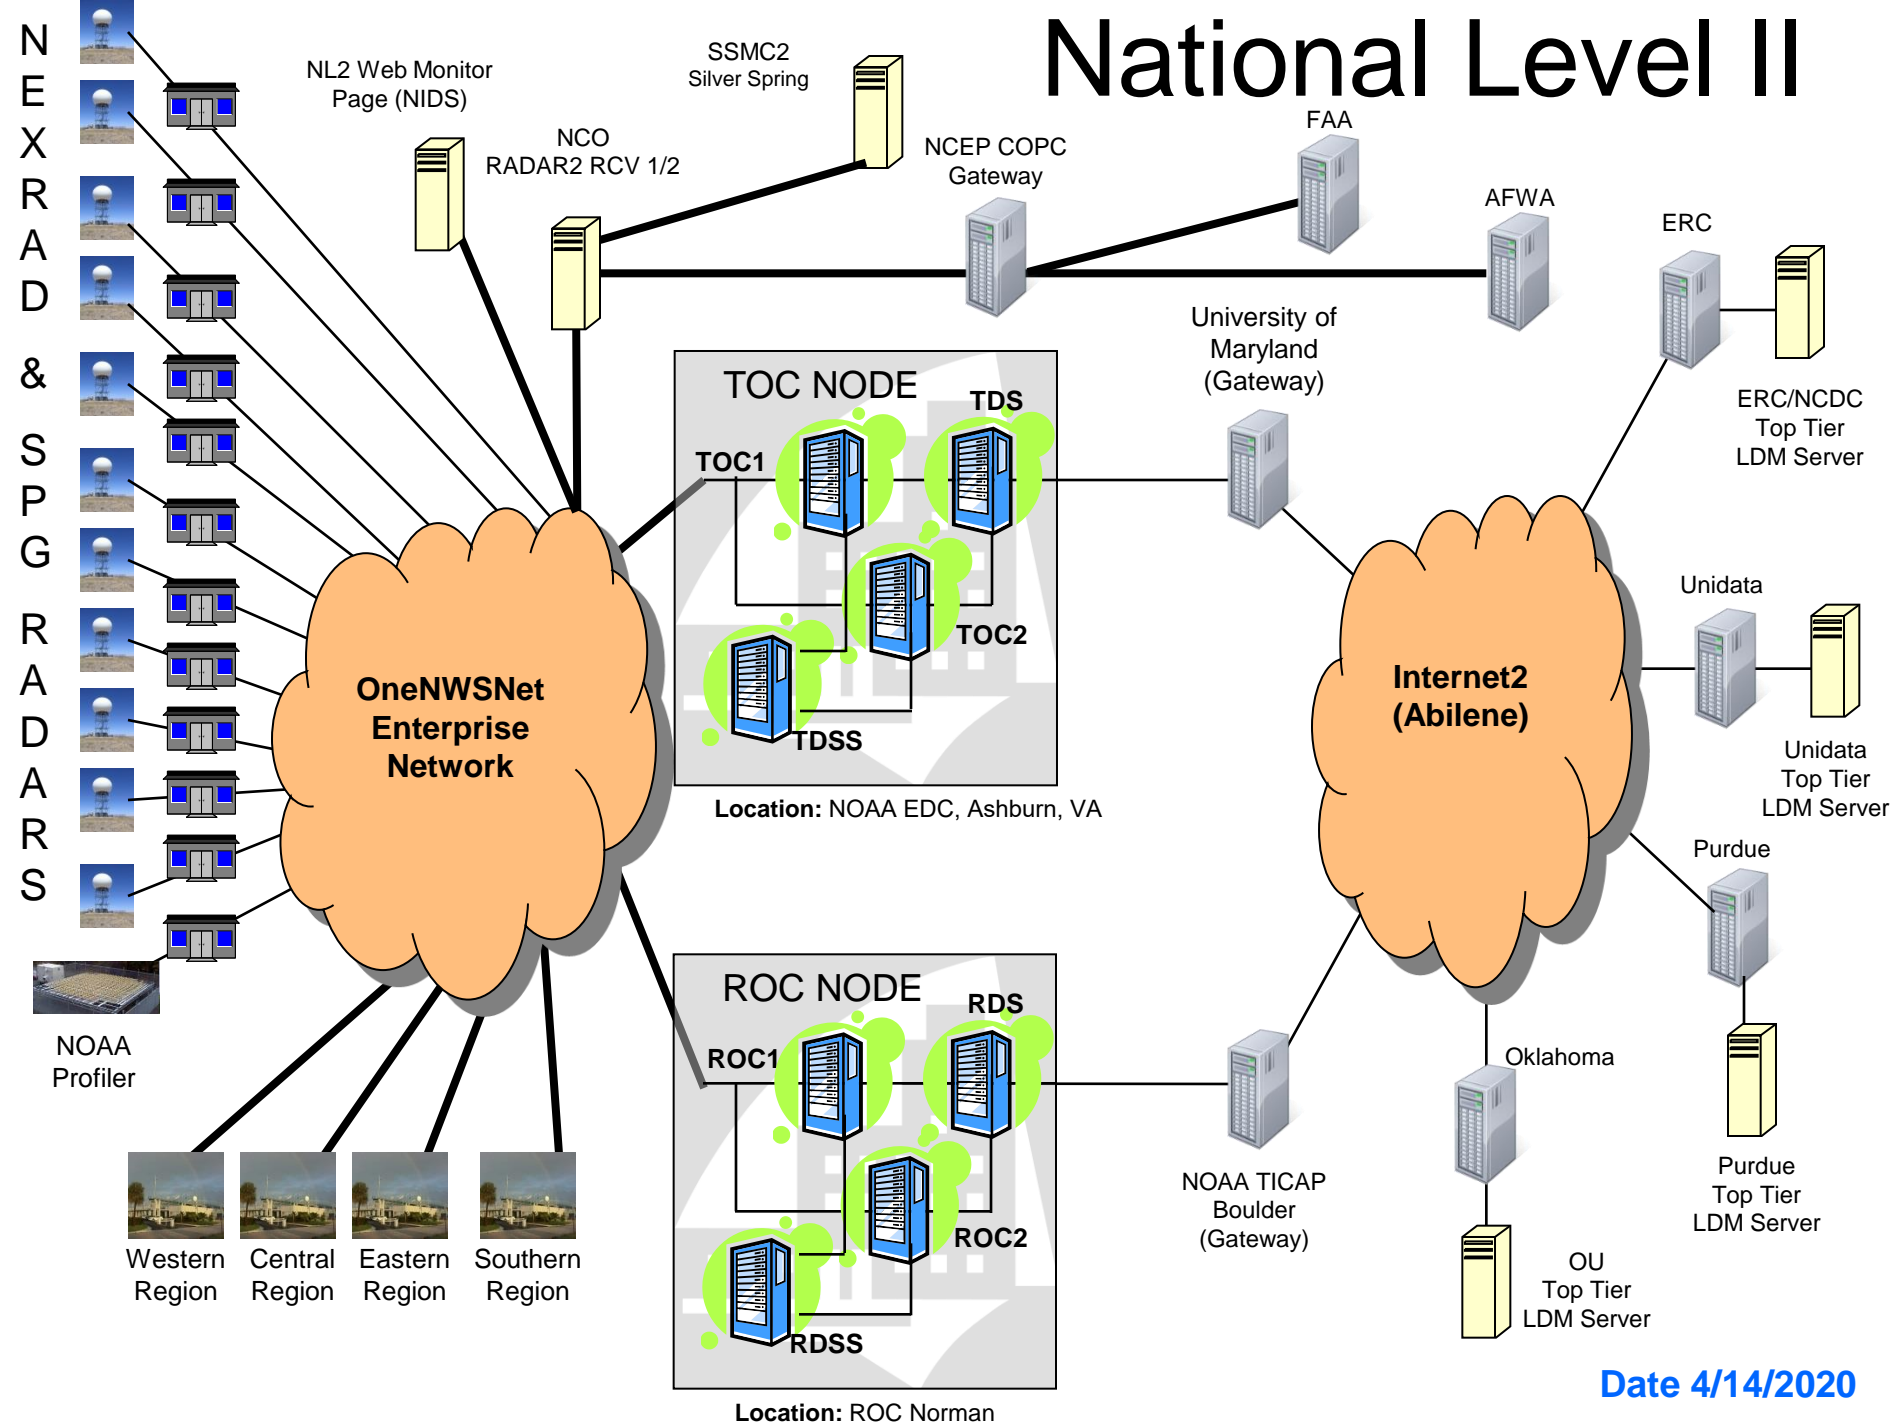 National Level II
NEXRAD & SPG RADARS
NL2 Web Monitor
Page (NIDS)
NCO
RADAR2 RCV 1/2
SSMC2
Silver Spring
NCEP COPC
Gateway
FAA
AFWA
ERC
ERC/NCDC
Top Tier
LDM Server
University of
Maryland
(Gateway)
TOC NODE
TDS
TOC1
TOC2
TDSS
Location: NOAA EDC, Ashburn, VA
OneNWSNet
Enterprise
Network
Internet2
(Abilene)
Unidata
Unidata
Top Tier
LDM Server
Purdue
Purdue
Top Tier
LDM Server
Oklahoma
OU
Top Tier
LDM Server
NOAA TICAP
Boulder
(Gateway)
ROC NODE
RDS
ROC1
ROC2
RDSS
Location: ROC Norman
NOAA
Profiler
Western
Region
Central
Region
Eastern
Region
Southern
Region
Date 4/14/2020